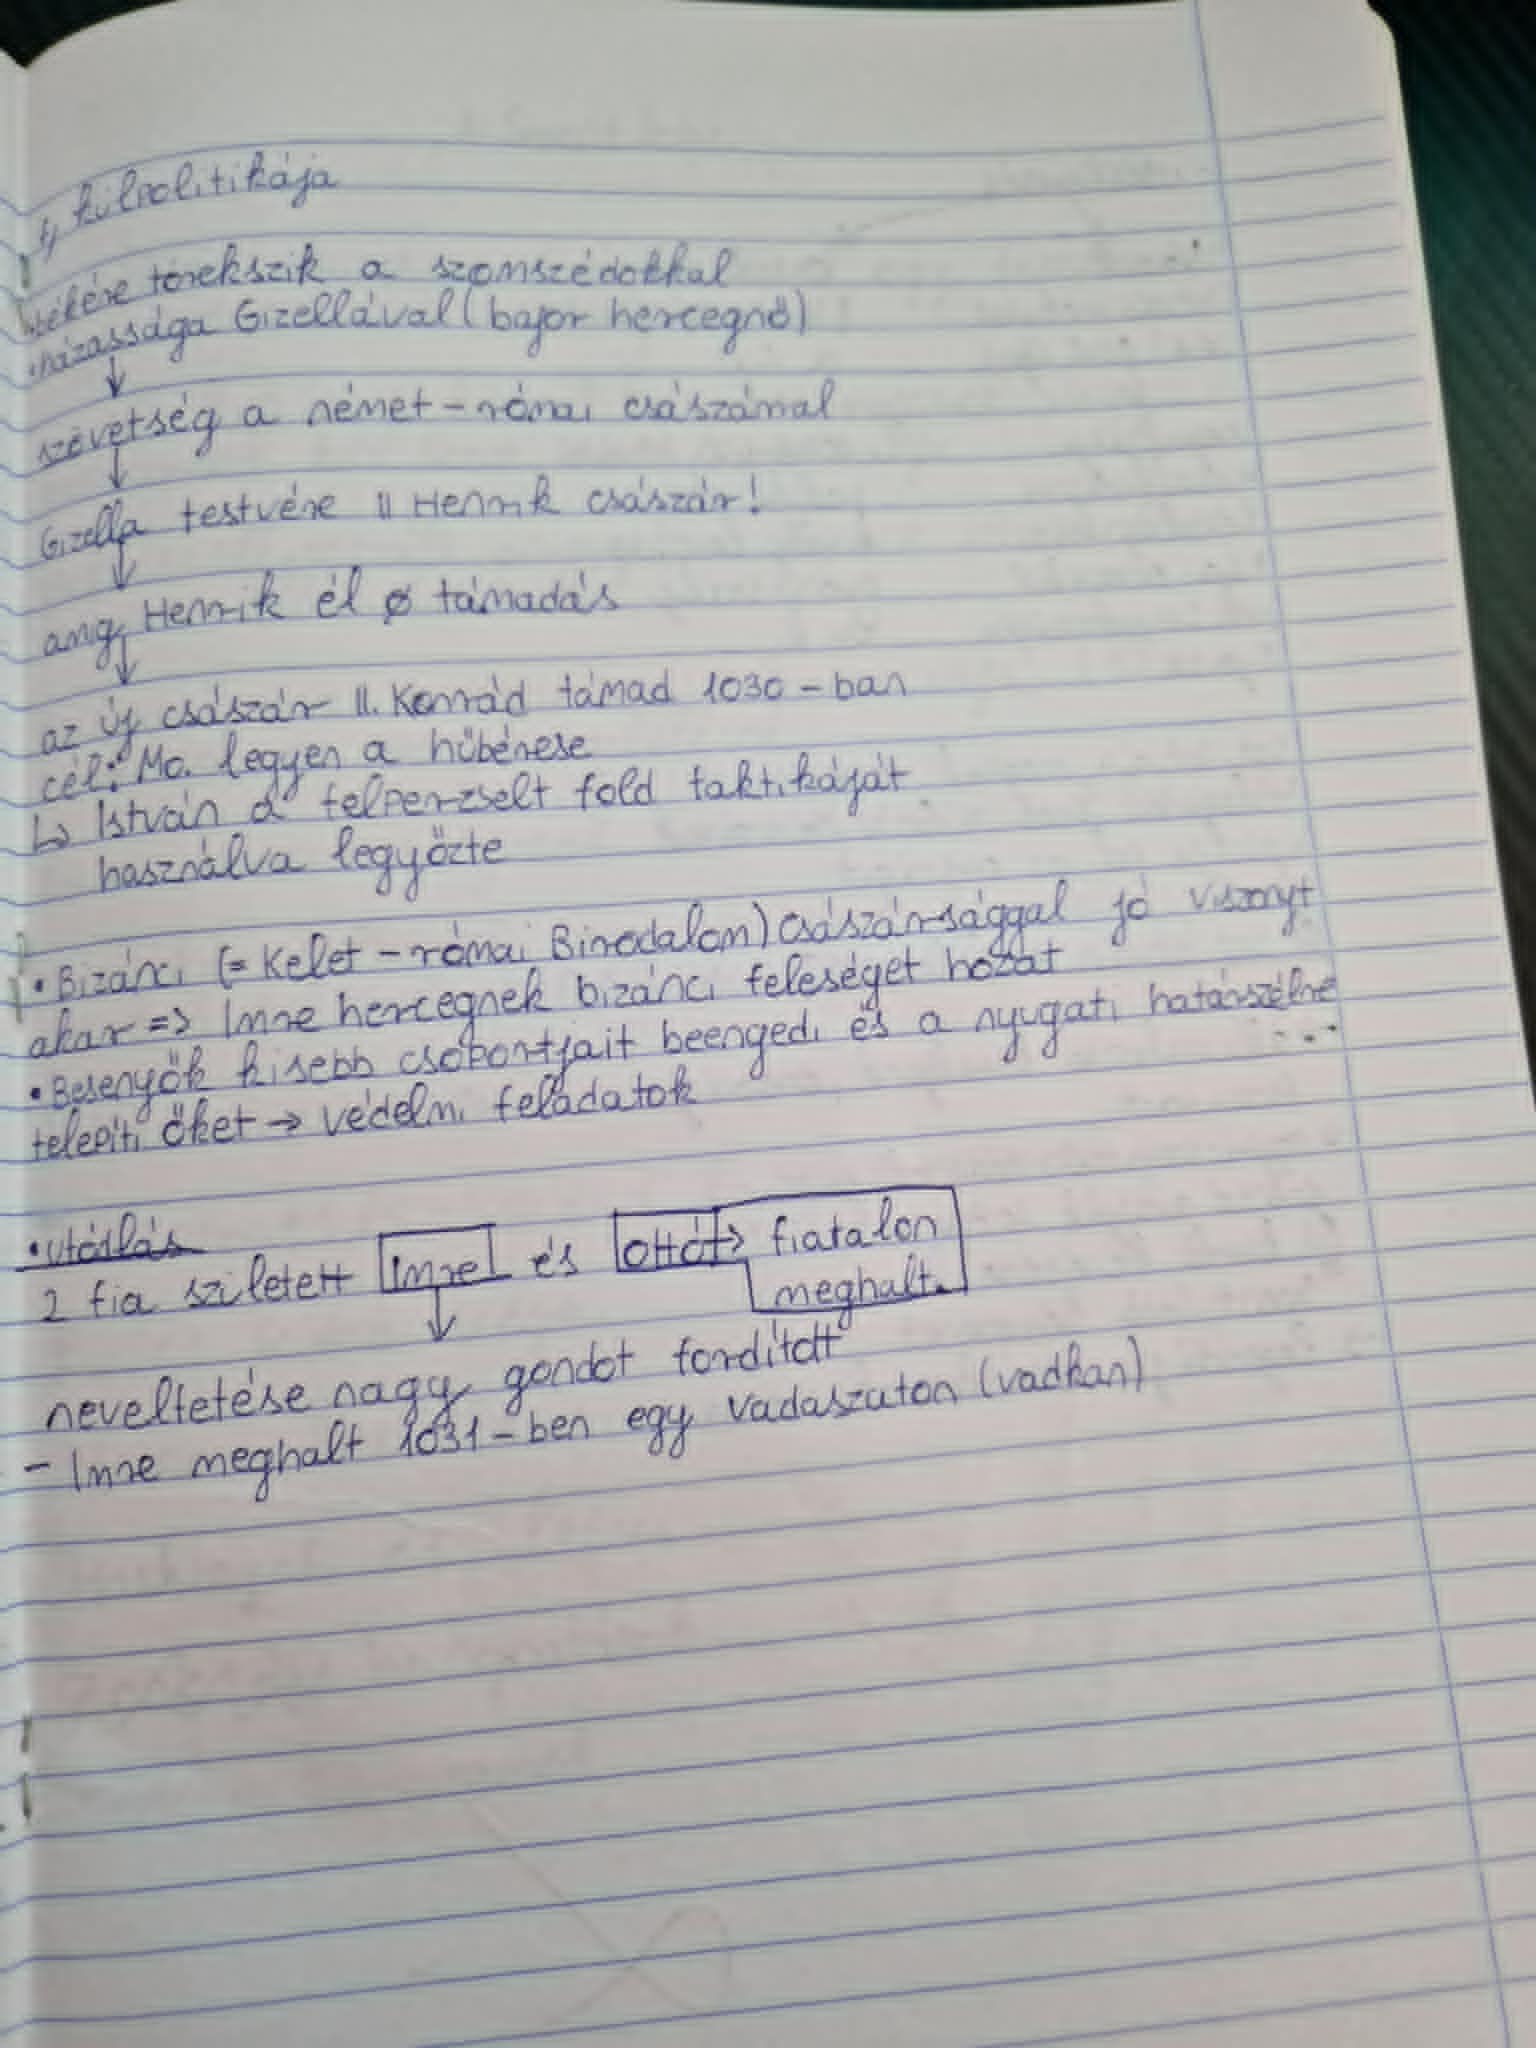 f, külpolitikája
békére törekszik a szomszédokkal
• házassága Gizellával (bajor hercegnő)
↓
szövetség a német-római császárral
↓
Gizella testvére II Henrik császár!
↓
amg. Henrik él ø támadás
↓
az új császár II. Konrád támad 1030-ban
cél: Mo. legyen a hűbérese
↳ István a felperzselt föld taktikáját
használva legyőzte
• Bizánci (= Kelet-római Birodalom) Császársággal jó viszonyt
akar => Imre hercegnek bizánci feleséget hozat
• Besenyők kisebb csoportjait beengedi és a nyugati határszélre
telepíti őket → védelmi feladatok
• utódlás
2 fia született Imre és Ottó → fiatalon
meghalt.
↓
neveltetése nagy gondot fordított
- Imre meghalt 1031-ben egy vadászaton (vadkan)